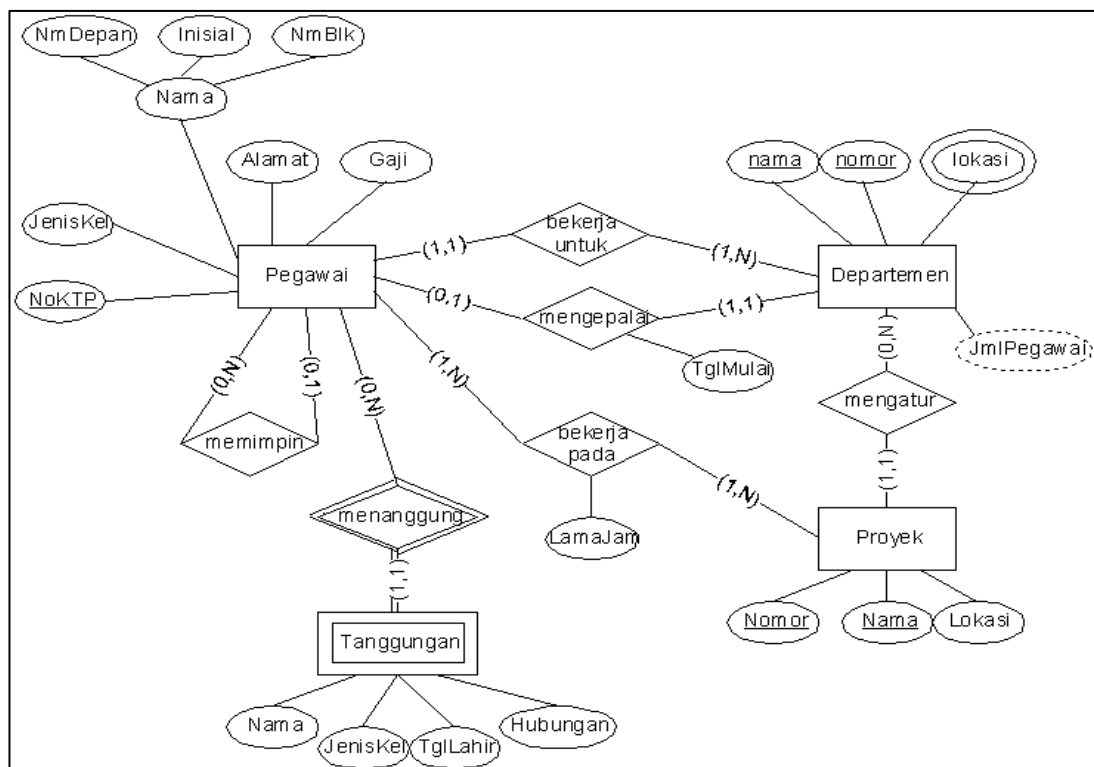 NmDepan
Inisial
NmBlk
Nama
Alamat
Gaji
JenisKel
NoKTP
Pegawai
(1,1)
bekerja
untuk
(1,N)
nama
nomor
lokasi
Departemen
(0,1)
mengepalai
(1,1)
TglMulai
JmlPegawai
(0,N)
(0,1)
memimpin
(0,N)
menanggung
(1,1)
(1,N)
bekerja
pada
(1,N)
LamaJam
(0,N)
mengatur
(1,1)
Proyek
Nomor
Nama
Lokasi
Tanggungan
Nama
JenisKel
TglLahir
Hubungan